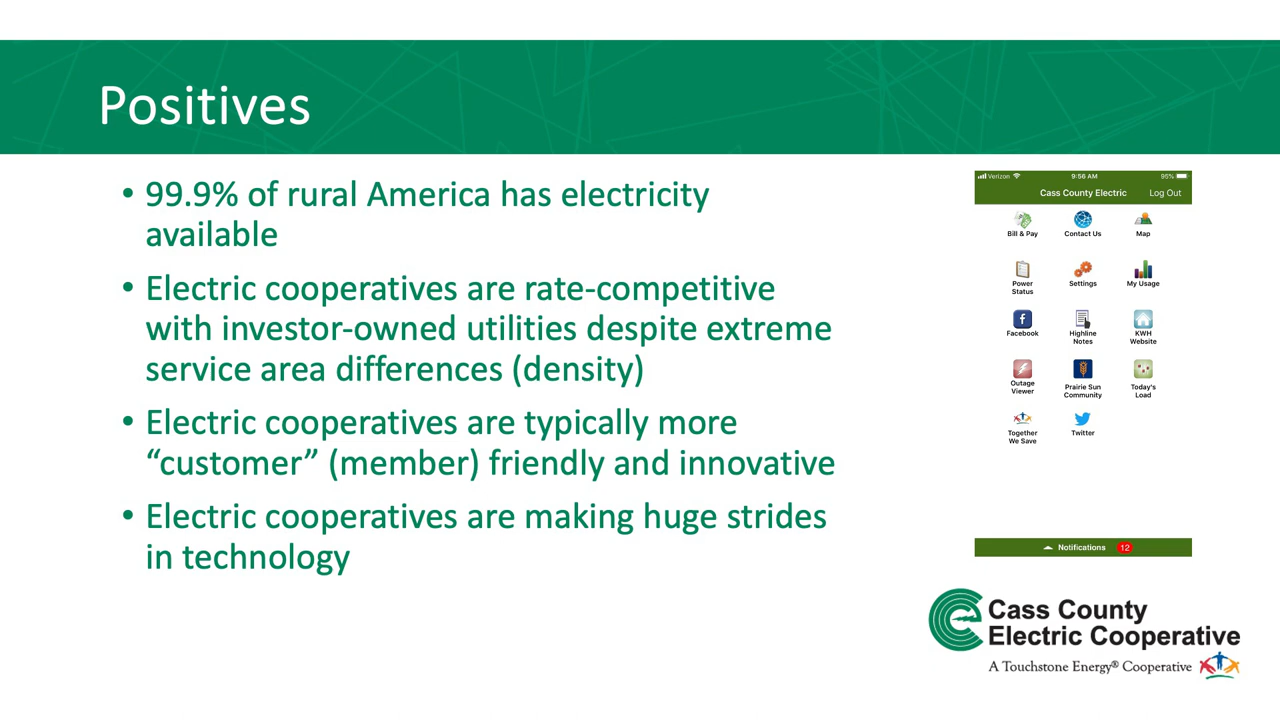 Positives
• 99.9% of rural America has electricity
available
• Electric cooperatives are rate-competitive
with investor-owned utilities despite extreme
service area differences (density)
• Electric cooperatives are typically more
“customer” (member) friendly and innovative
• Electric cooperatives are making huge strides
in technology
Verizon 9:56 AM 95%
Cass County Electric Log Out
Bill & Pay Contact Us Map
Power
Status
Settings
My Usage
Facebook
Highline
Notes
KWH
Website
Outage
Viewer
Prairie Sun
Community
Today's
Load
Together
We Save
Twitter
Notifications 12
Cass County
Electric Cooperative
A Touchstone Energy® Cooperative